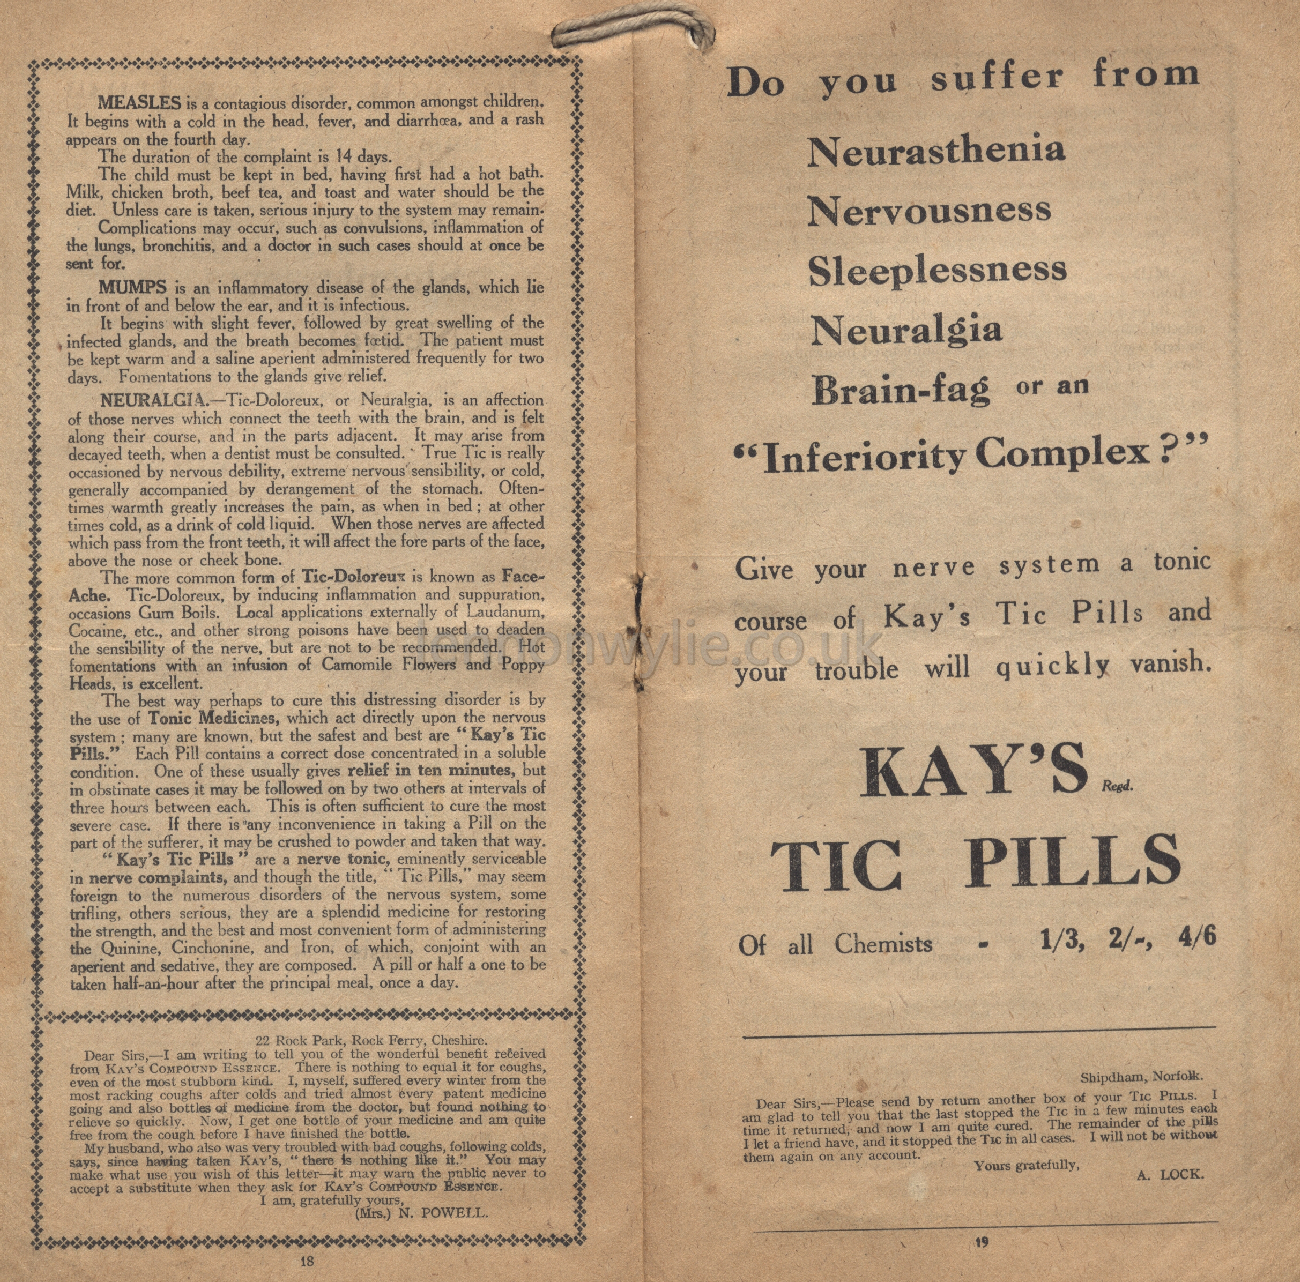 MEASLES is a contagious disorder, common amongst children.
It begins with a cold in the head, fever, and diarrhœa, and a rash
appears on the fourth day.
The duration of the complaint is 14 days.
The child must be kept in bed, having first had a hot bath.
Milk, chicken broth, beef tea, and toast and water should be the
diet. Unless care is taken, serious injury to the system may remain.
Complications may occur, such as convulsions, inflammation of
the lungs, bronchitis, and a doctor in such cases should at once be
sent for.
MUMPS is an inflammatory disease of the glands, which lie
in front of and below the ear, and it is infectious.
It begins with slight fever, followed by great swelling of the
infected glands, and the breath becomes fœtid. The patient must
be kept warm and a saline aperient administered frequently for two
days. Fomentations to the glands give relief.
NEURALGIA.—Tic-Doloreux, or Neuralgia, is an affection
of those nerves which connect the teeth with the brain, and is felt
along their course, and in the parts adjacent. It may arise from
decayed teeth, when a dentist must be consulted. True Tic is really
occasioned by nervous debility, extreme nervous sensibility, or cold,
generally accompanied by derangement of the stomach. Often-
times warmth greatly increases the pain, as when in bed; at other
times cold, as a drink of cold liquid. When those nerves are affected
which pass from the front teeth, it will affect the fore parts of the face,
above the nose or cheek bone.
The more common form of Tic-Doloreux is known as Face-
Ache. Tic-Doloreux, by inducing inflammation and suppuration,
occasions Gum Boils. Local applications externally of Laudanum,
Cocaine, etc., and other strong poisons have been used to deaden
the sensibility of the nerve, but are not to be recommended. Hot
fomentations with an infusion of Camomile Flowers and Poppy
Heads, is excellent.
The best way perhaps to cure this distressing disorder is by
the use of Tonic Medicines, which act directly upon the nervous
system; many are known, but the safest and best are "Kay's Tic
Pills." Each Pill contains a correct dose concentrated in a soluble
condition. One of these usually gives relief in ten minutes, but
in obstinate cases it may be followed on by two others at intervals of
three hours between each. This is often sufficient to cure the most
severe case. If there is any inconvenience in taking a Pill on the
part of the sufferer, it may be crushed to powder and taken that way.
"Kay's Tic Pills" are a nerve tonic, eminently serviceable
in nerve complaints, and though the title, "Tic Pills," may seem
foreign to the numerous disorders of the nervous system, some
trifling, others serious, they are a splendid medicine for restoring
the strength, and the best and most convenient form of administering
the Quinine, Cinchonine, and Iron, of which, conjoint with an
aperient and sedative, they are composed. A pill or half a one to be
taken half-an-hour after the principal meal, once a day.
22 Rock Park, Rock Ferry, Cheshire.
Dear Sirs,—I am writing to tell you of the wonderful benefit received
from KAY'S COMPOUND ESSENCE. There is nothing to equal it for coughs,
even of the most stubborn kind. I, myself, suffered every winter from the
most racking coughs after colds and tried almost every patent medicine
going and also bottles of medicine from the doctor, but found nothing to
relieve so quickly. Now, I get one bottle of your medicine and am quite
free from the cough before I have finished the bottle.
My husband, who also was very troubled with bad coughs, following colds,
says, since having taken KAY'S, "there is nothing like it." You may
make what use you wish of this letter—it may warn the public never to
accept a substitute when they ask for KAY'S COMPOUND ESSENCE.
I am, gratefully yours,
(Mrs.) N. POWELL.
18
Do you suffer from
Neurasthenia
Nervousness
Sleeplessness
Neuralgia
Brain-fag or an
"Inferiority Complex?"
Give your nerve system a tonic
course of Kay's Tic Pills and
your trouble will quickly vanish.
KAY'S Regd.
TIC PILLS
Of all Chemists - 1/3, 2/-, 4/6
Shipdham, Norfolk.
Dear Sirs,—Please send by return another box of your TIC PILLS. I
am glad to tell you that the last stopped the TIC in a few minutes each
time it returned, and now I am quite cured. The remainder of the pills
I let a friend have, and it stopped the TIC in all cases. I will not be without
them again on any account.
Yours gratefully,
A. LOCK.
19